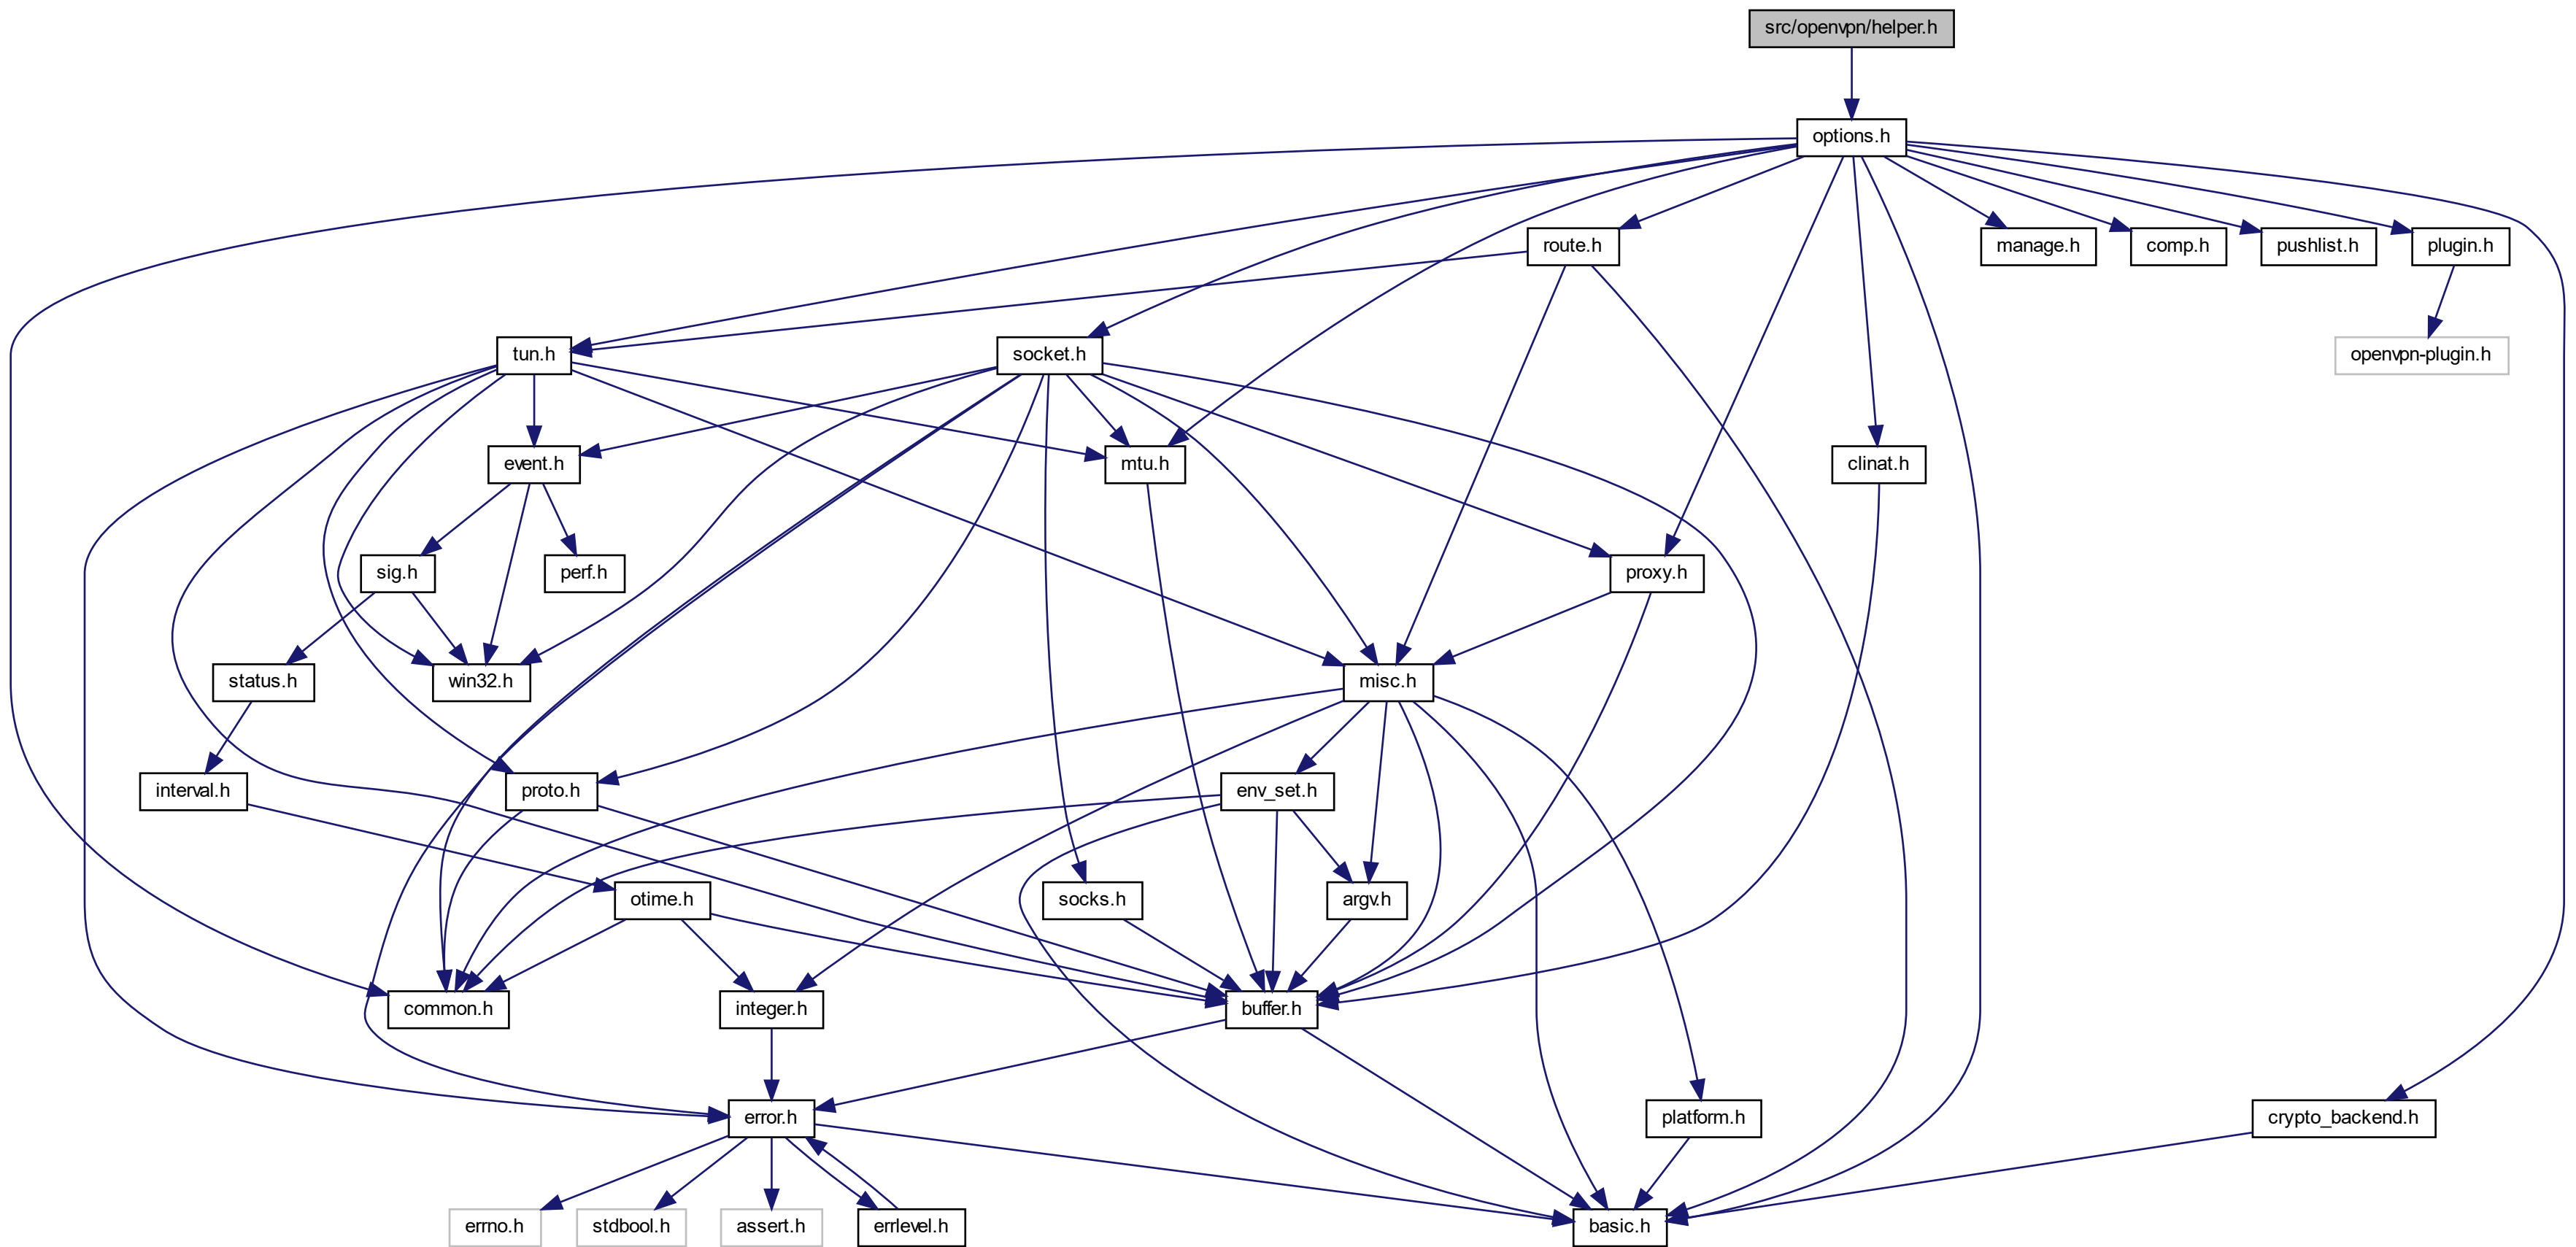 src/openvpn/helper.h
options.h
route.h
manage.h
comp.h
pushlist.h
plugin.h
tun.h
socket.h
openvpn-plugin.h
event.h
mtu.h
clinat.h
sig.h
perf.h
proxy.h
status.h
win32.h
misc.h
interval.h
proto.h
env_set.h
otime.h
socks.h
argv.h
common.h
integer.h
buffer.h
error.h
platform.h
crypto_backend.h
errno.h
stdbool.h
assert.h
errlevel.h
basic.h